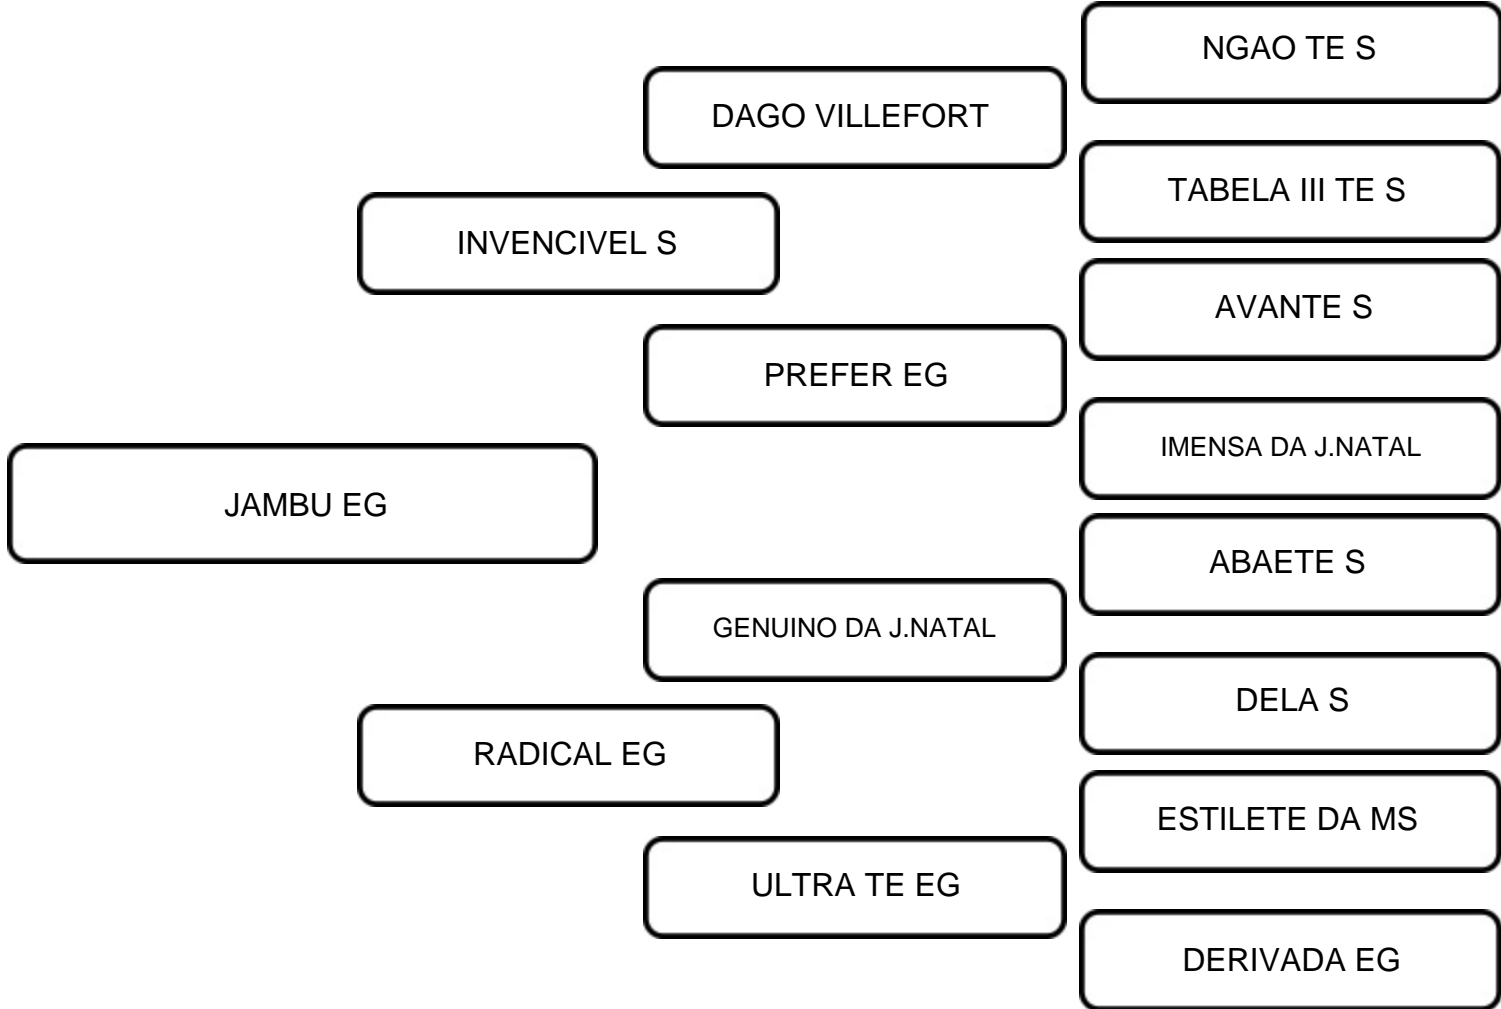 NGAO TE S
DAGO VILLEFORT
TABELA III TE S
INVENCIVEL S
AVANTE S
PREFER EG
IMENSA DA J.NATAL
JAMBU EG
ABAETE S
GENUINO DA J.NATAL
DELA S
RADICAL EG
ESTILETE DA MS
ULTRA TE EG
DERIVADA EG